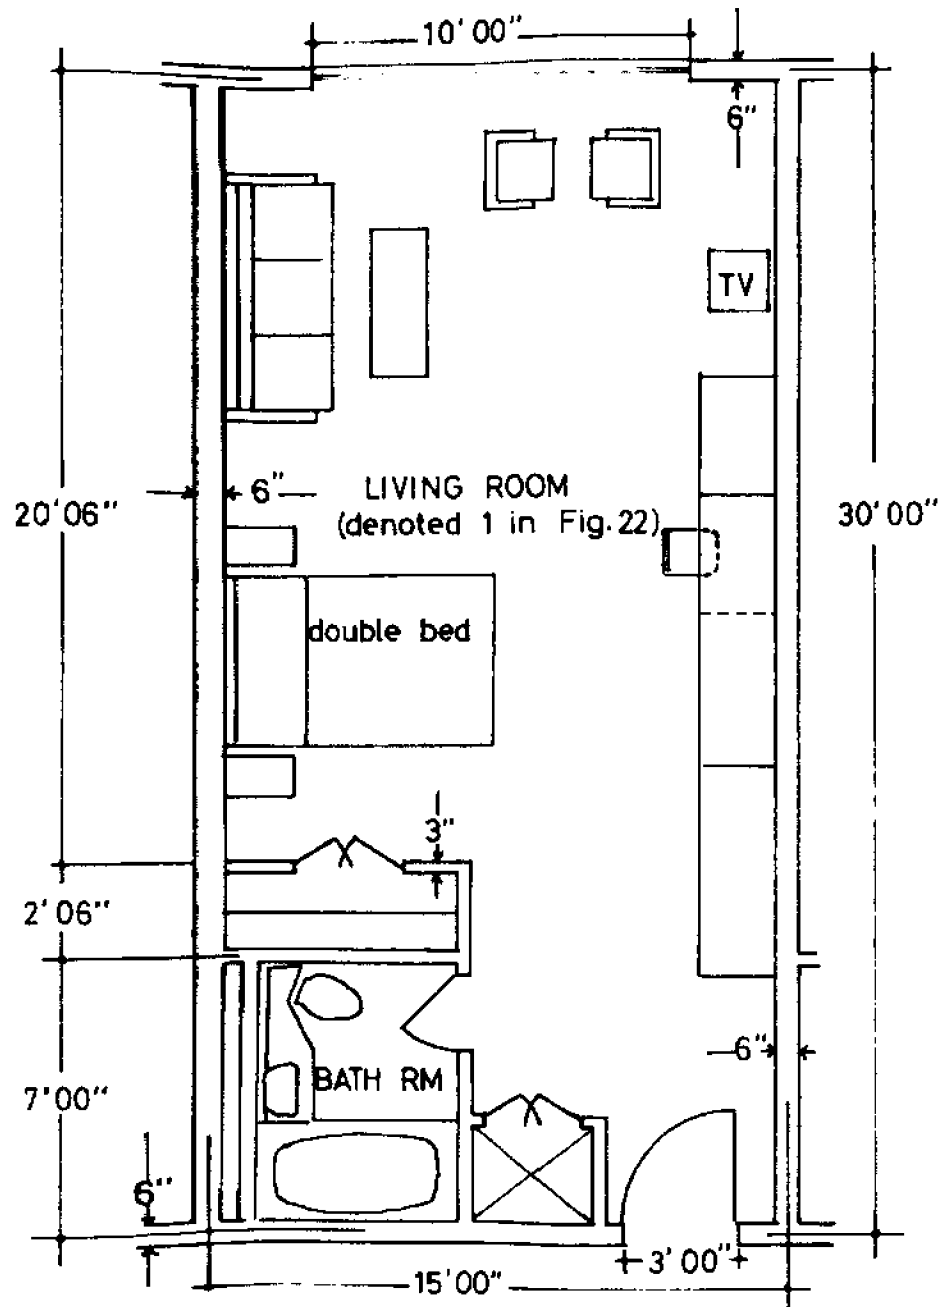 10'00"
6"
TV
6"
LIVING ROOM
(denoted 1 in Fig. 22)
20'06"
30'00"
double bed
3"
2'06"
6"
BATH RM
7'00"
6"
3'00"
15'00"